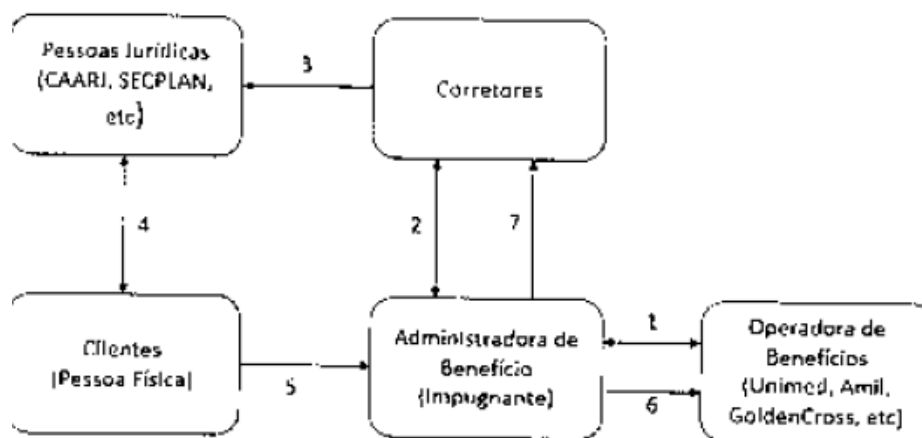 Pessoas Jurídicas
(CAARJ, SECPLAN,
etc)
3
Corretores
4
2
7
Clientes
(Pessoa Física)
5
Administradora de
Benefício
(Impugnante)
1
6
Operadora de
Benefícios
(Unimed, Amil,
GoldenCross, etc)